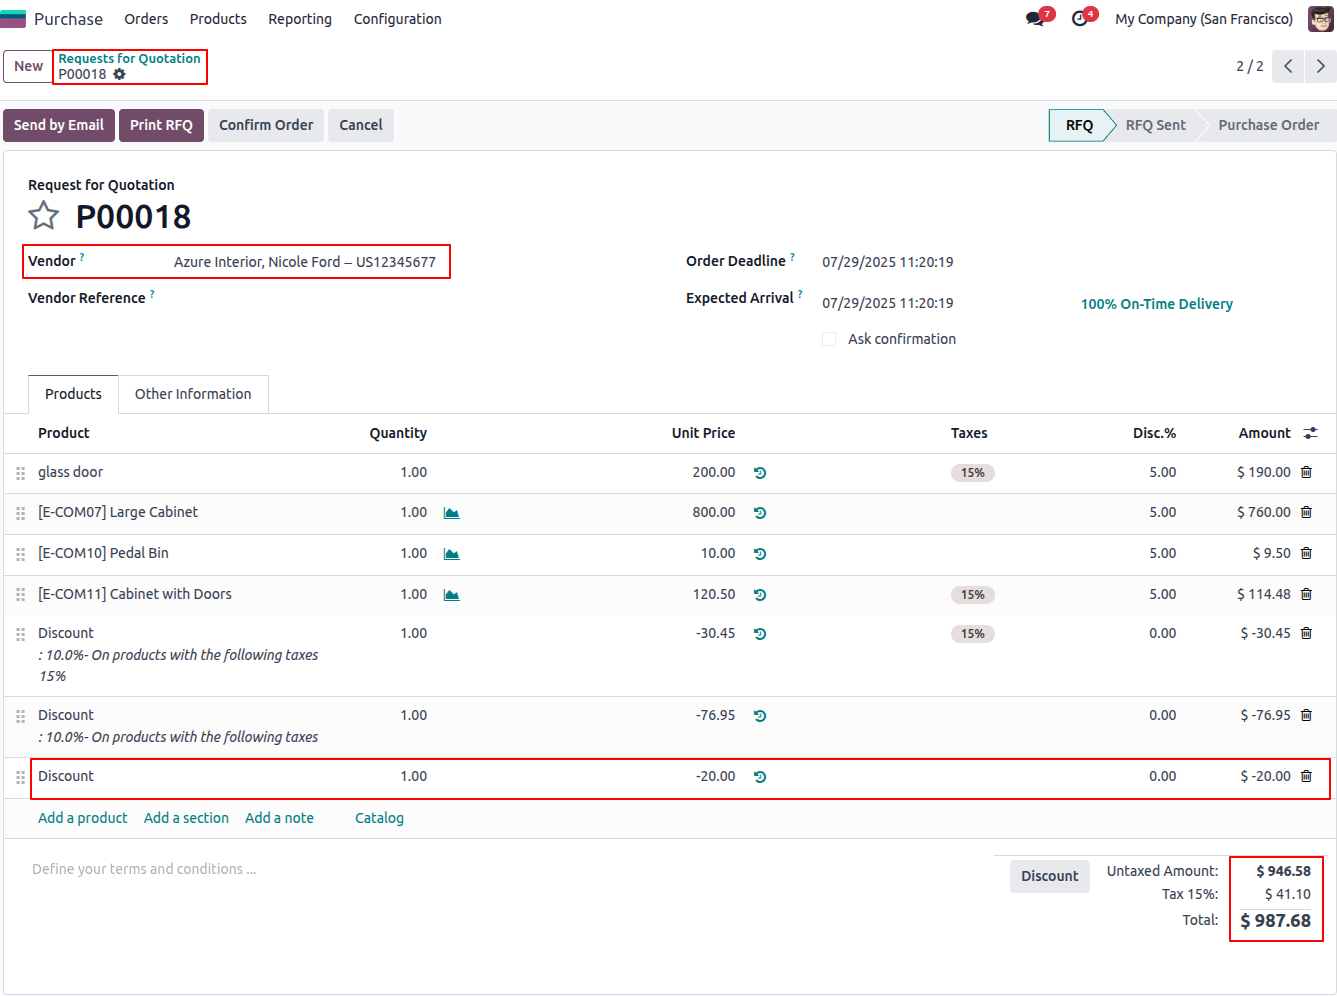 Purchase Orders Products Reporting Configuration 7 4 My Company (San Francisco)
New Requests for Quotation 2 / 2
P00018
Send by Email Print RFQ Confirm Order Cancel RFQ RFQ Sent Purchase Order
Request for Quotation
P00018
Vendor ? Azure Interior, Nicole Ford – US12345677 Order Deadline ? 07/29/2025 11:20:19
Vendor Reference ? Expected Arrival ? 07/29/2025 11:20:19 100% On-Time Delivery
Ask confirmation
Products Other Information
Product Quantity Unit Price Taxes Disc.% Amount
glass door 1.00 200.00 15% 5.00 $ 190.00
[E-COM07] Large Cabinet 1.00 800.00 5.00 $ 760.00
[E-COM10] Pedal Bin 1.00 10.00 5.00 $ 9.50
[E-COM11] Cabinet with Doors 1.00 120.50 15% 5.00 $ 114.48
Discount 1.00 -30.45 15% 0.00 $ -30.45
: 10.0%- On products with the following taxes
15%
Discount 1.00 -76.95 0.00 $ -76.95
: 10.0%- On products with the following taxes
Discount 1.00 -20.00 0.00 $ -20.00
Add a product Add a section Add a note Catalog
Define your terms and conditions ... Discount Untaxed Amount: $ 946.58
Tax 15%: $ 41.10
Total: $ 987.68